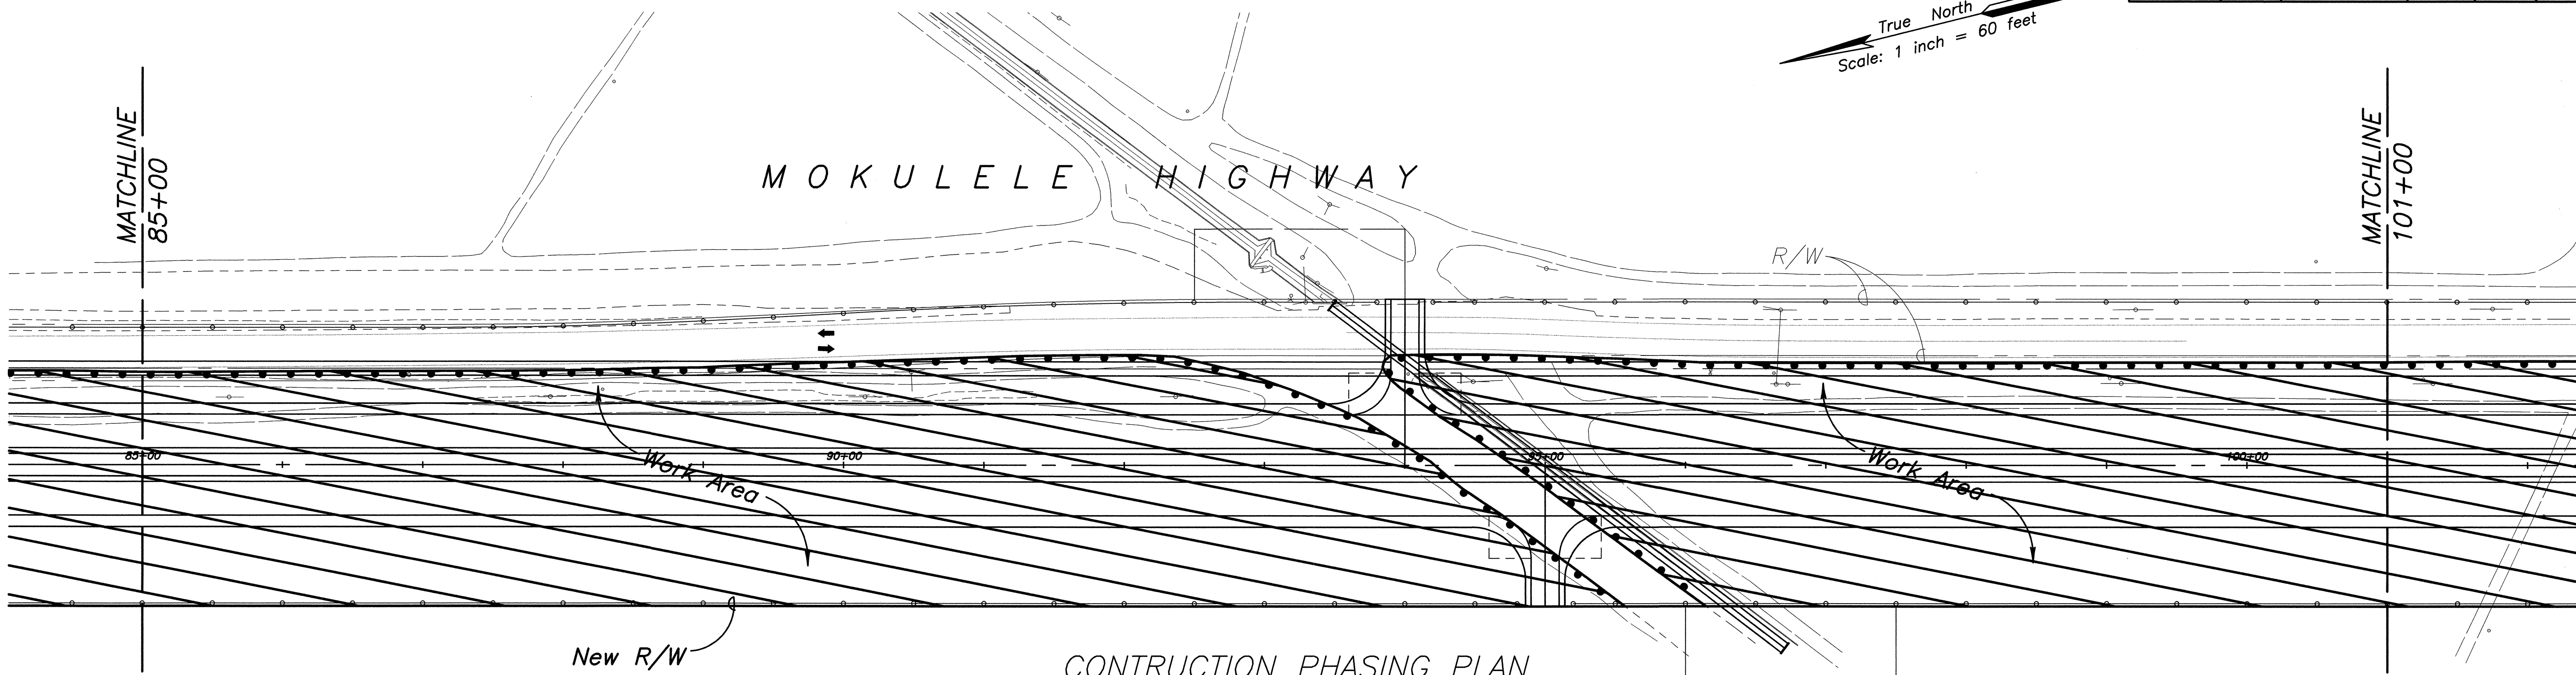 True North
Scale: 1 inch = 60 feet
MATCHLINE
85+00
MOKULELE HIGHWAY
MATCHLINE
101+00
R/W
85+00
90+00
95+00
100+00
Work Area
Work Area
New R/W
CONTRUCTION PHASING PLAN